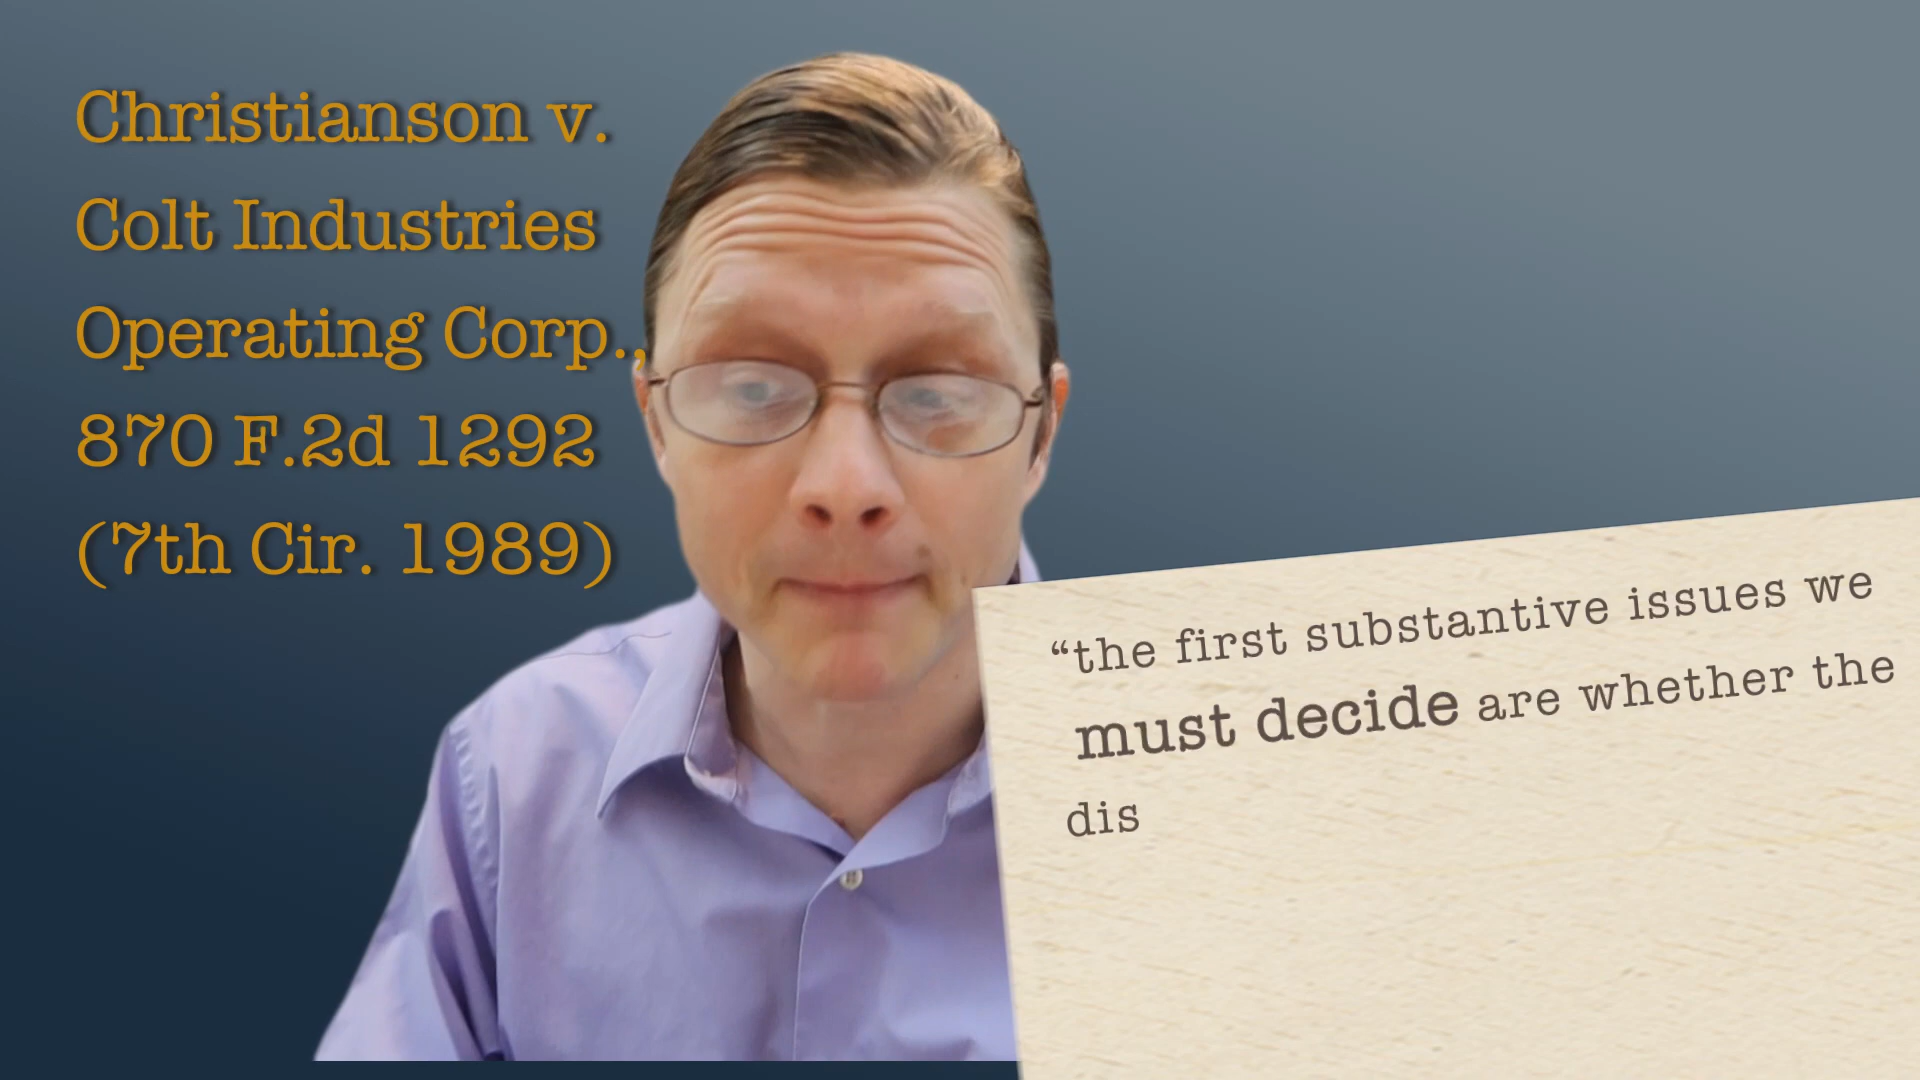 Christianson v.
Colt Industries
Operating Corp.,
870 F.2d 1292
(7th Cir. 1989)
“the first substantive issues we
must decide are whether the
dis